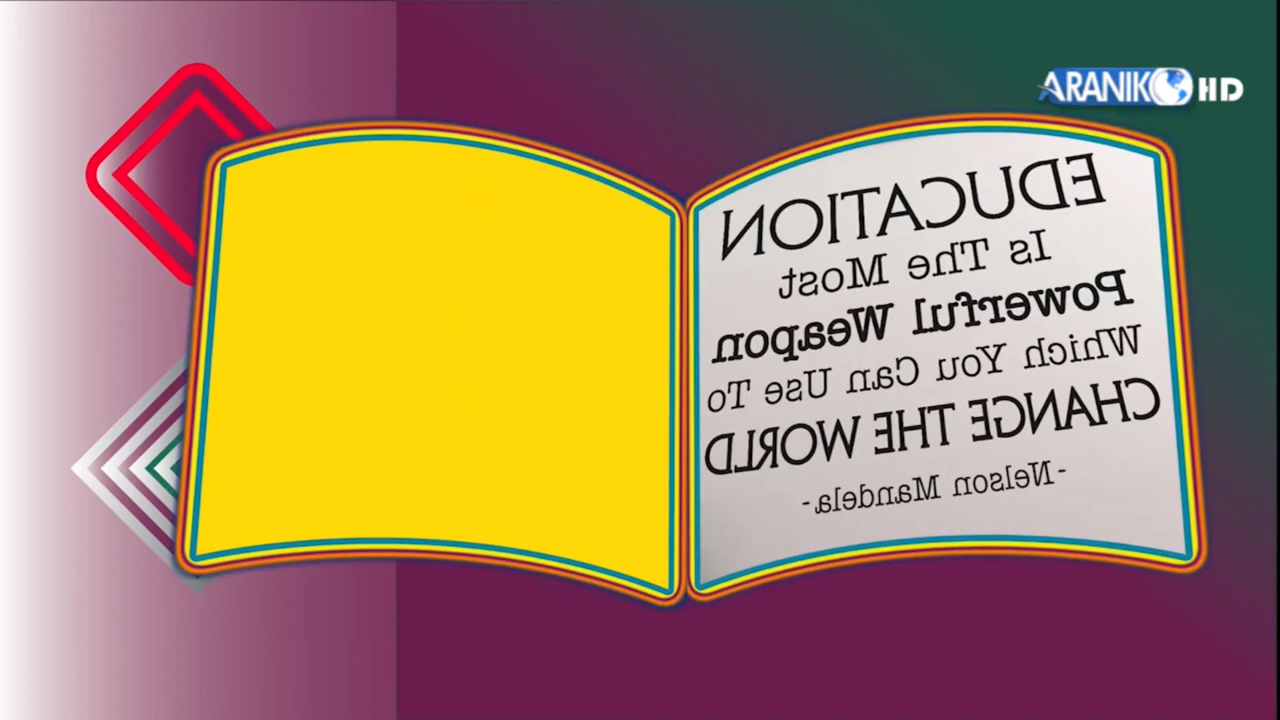 ARANIKO HD
EDUCATION
Is The Most
Powerful Weapon
Which You Can Use To
CHANGE THE WORLD
-Nelson Mandela-